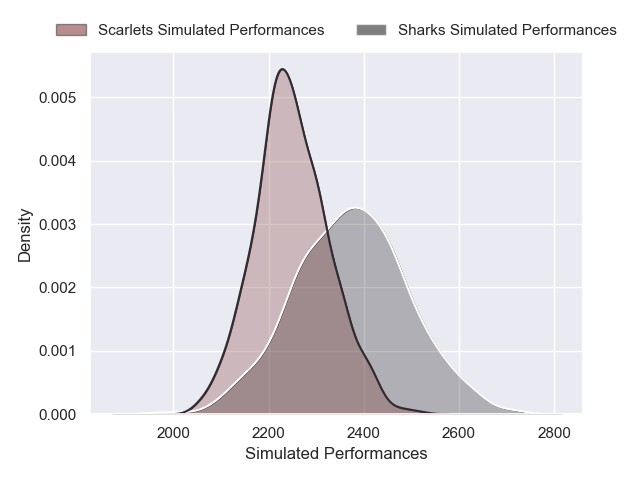 Scarlets Simulated Performances Sharks Simulated Performances
0.005
0.004
0.003
0.002
0.001
0.000
Density
2000 2200 2400 2600 2800
Simulated Performances